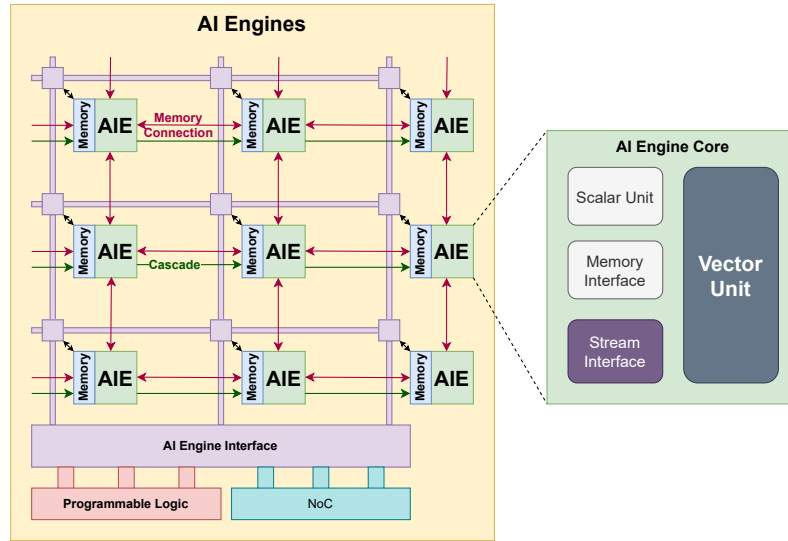 AI Engines
Memory
AIE
Memory
Connection
Memory
AIE
Memory
AIE
Memory
AIE
Cascade
Memory
AIE
Memory
AIE
Memory
AIE
Memory
AIE
Memory
AIE
AI Engine Interface
Programmable Logic
NoC
AI Engine Core
Scalar Unit
Memory
Interface
Stream
Interface
Vector
Unit